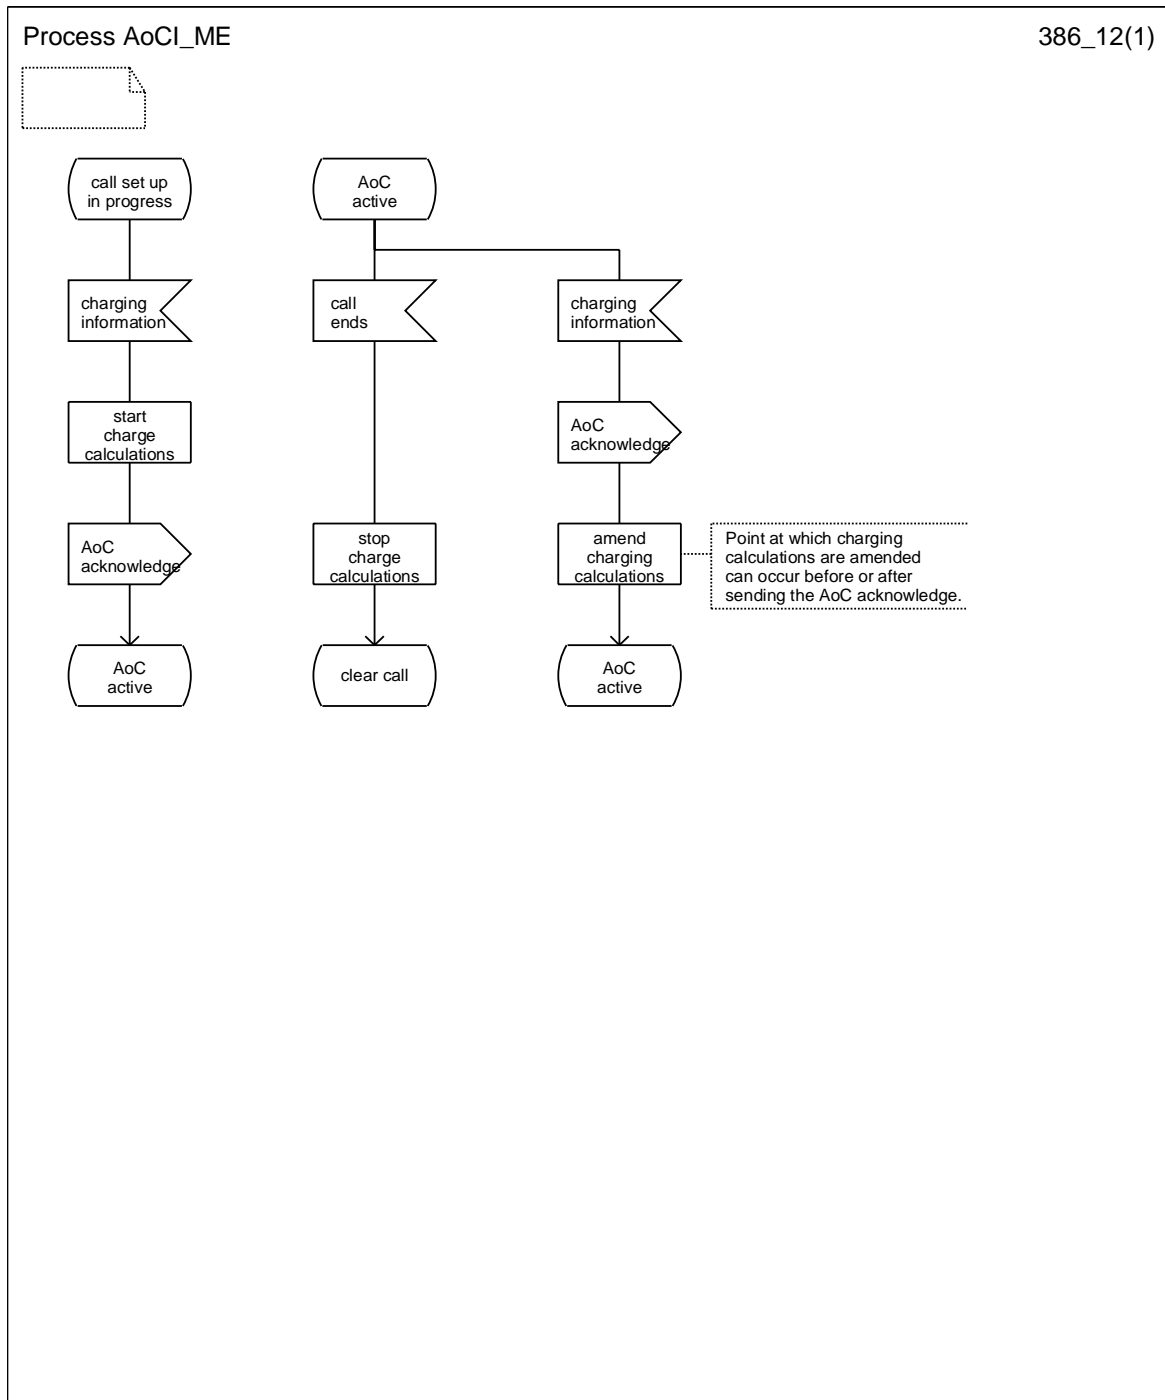 Process AoCI_ME
386_12(1)
call set up
in progress
charging
information
start
charge
calculations
AoC
acknowledge
AoC
active
AoC
active
call
ends
stop
charge
calculations
clear call
charging
information
AoC
acknowledge
amend
charging
calculations
Point at which charging
calculations are amended
can occur before or after
sending the AoC acknowledge.
AoC
active